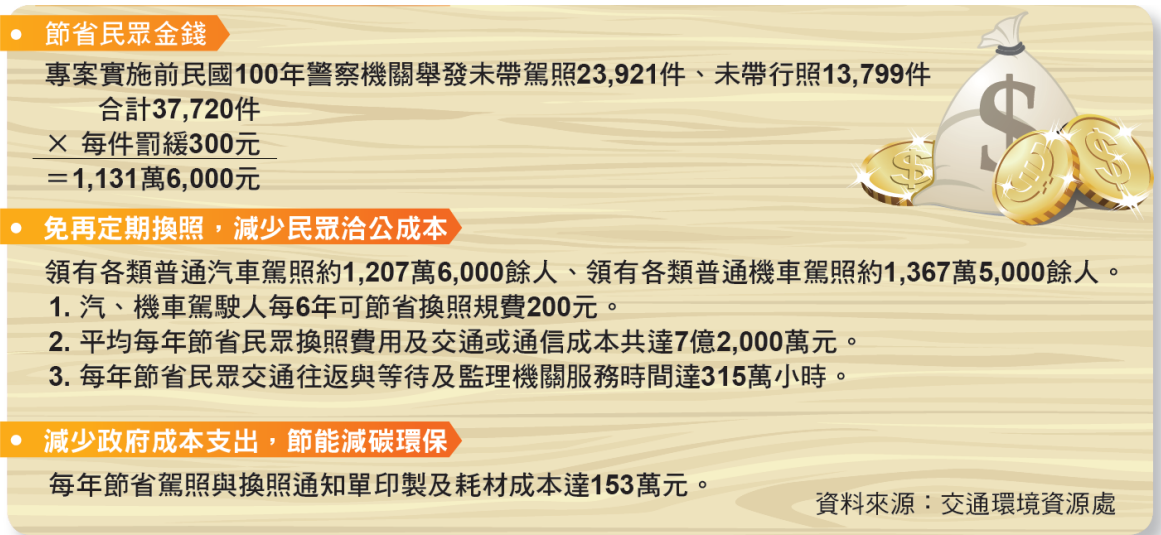 • 節省民眾金錢
專案實施前民國100年警察機關舉發未帶駕照23,921件、未帶行照13,799件
合計37,720件
× 每件罰緩300元
=1,131萬6,000元
• 免再定期換照,減少民眾洽公成本
領有各類普通汽車駕照約1,207萬6,000餘人、領有各類普通機車駕照約1,367萬5,000餘人。
1. 汽、機車駕駛人每6年可節省換照規費200元。
2. 平均每年節省民眾換照費用及交通或通信成本共達7億2,000萬元。
3. 每年節省民眾交通往返與等待及監理機關服務時間達315萬小時。
• 減少政府成本支出,節能減碳環保
每年節省駕照與換照通知單印製及耗材成本達153萬元。
資料來源:交通環境資源處